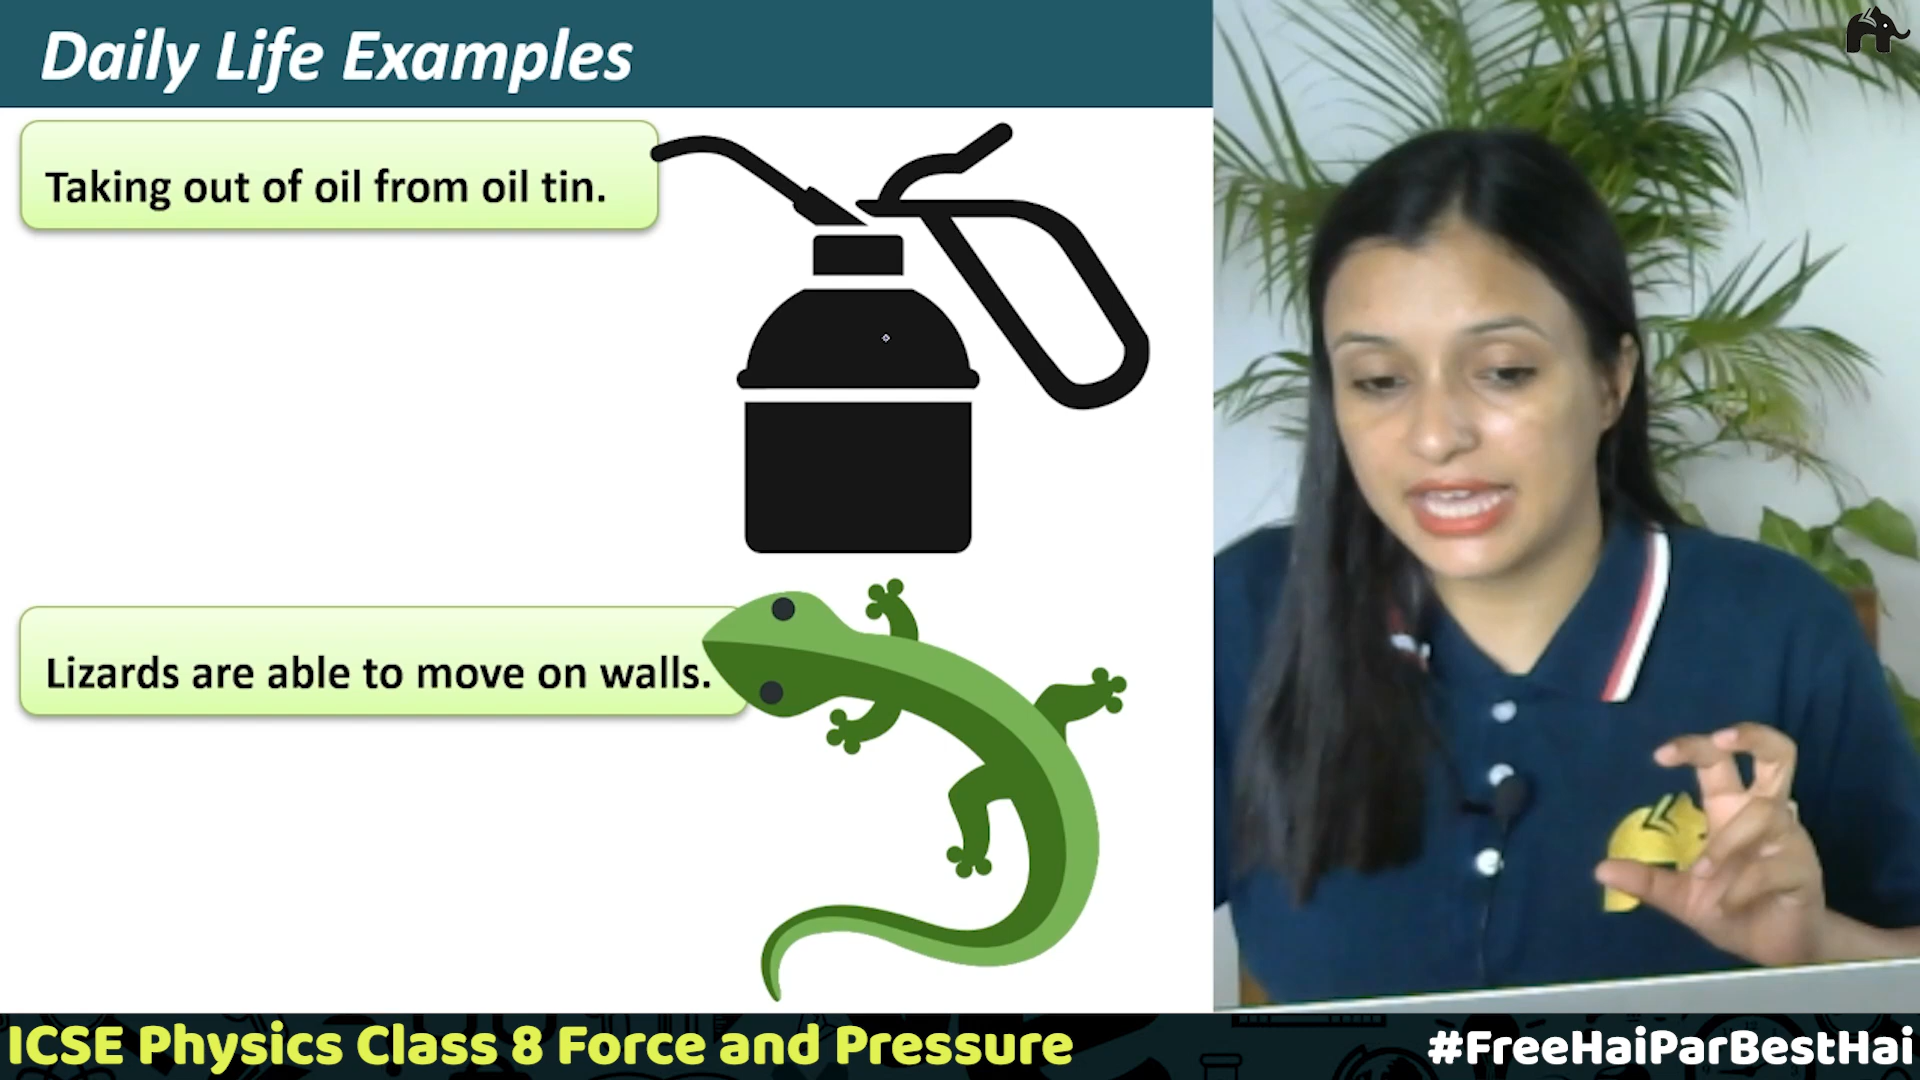 Daily Life Examples
Taking out of oil from oil tin.
Lizards are able to move on walls.
ICSE Physics Class 8 Force and Pressure
#FreeHaiParBestHai